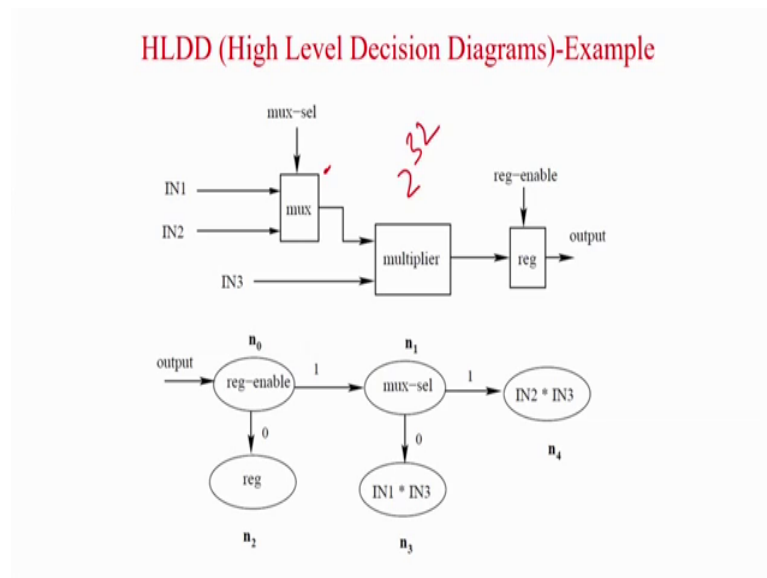 HLDD (High Level Decision Diagrams)-Example
mux-sel
2^32
IN1
reg-enable
mux
IN2
output
multiplier
reg
IN3
n0
n1
output
1
1
reg-enable
mux-sel
IN2 * IN3
0
0
n4
reg
IN1 * IN3
n2
n3